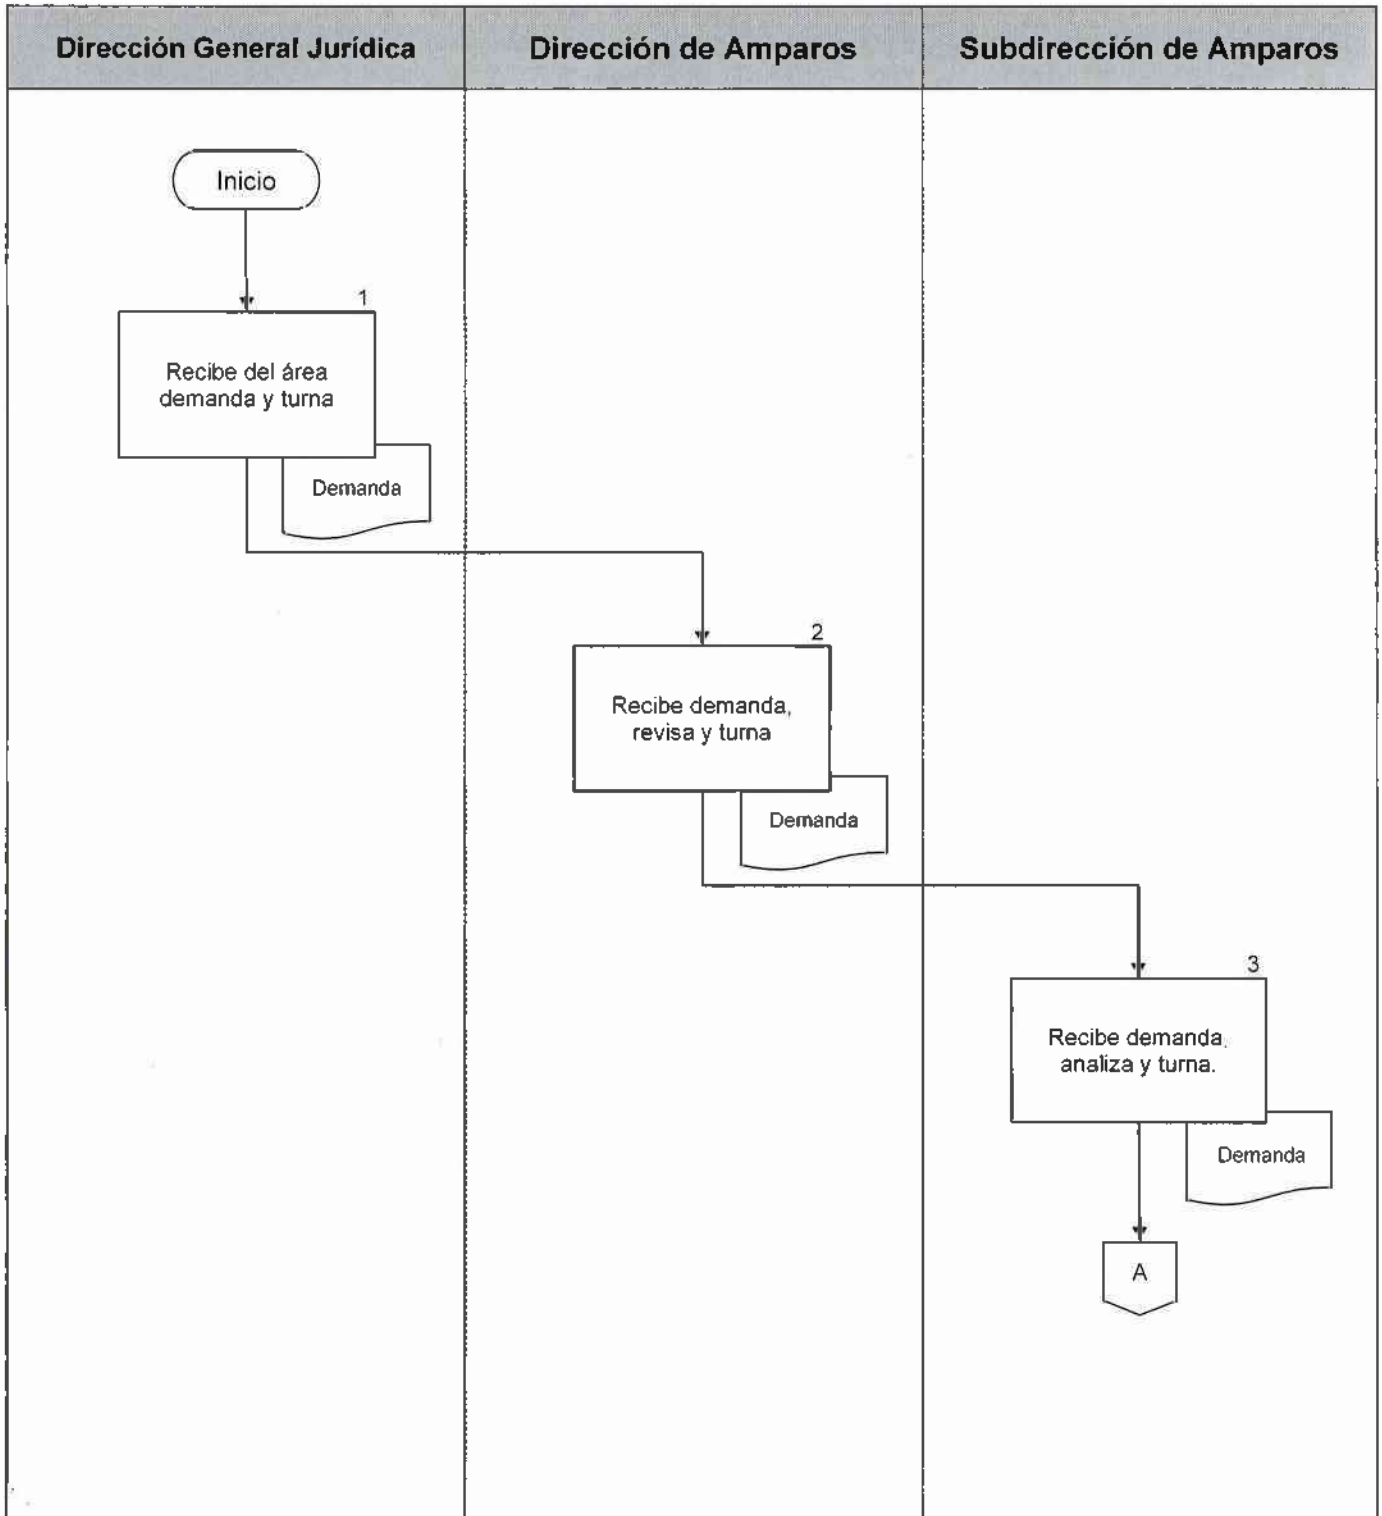 Dirección General Jurídica
Dirección de Amparos
Subdirección de Amparos
Inicio
1
Recibe del área
demanda y turna
Demanda
2
Recibe demanda,
revisa y turna
Demanda
3
Recibe demanda,
analiza y turna.
Demanda
A